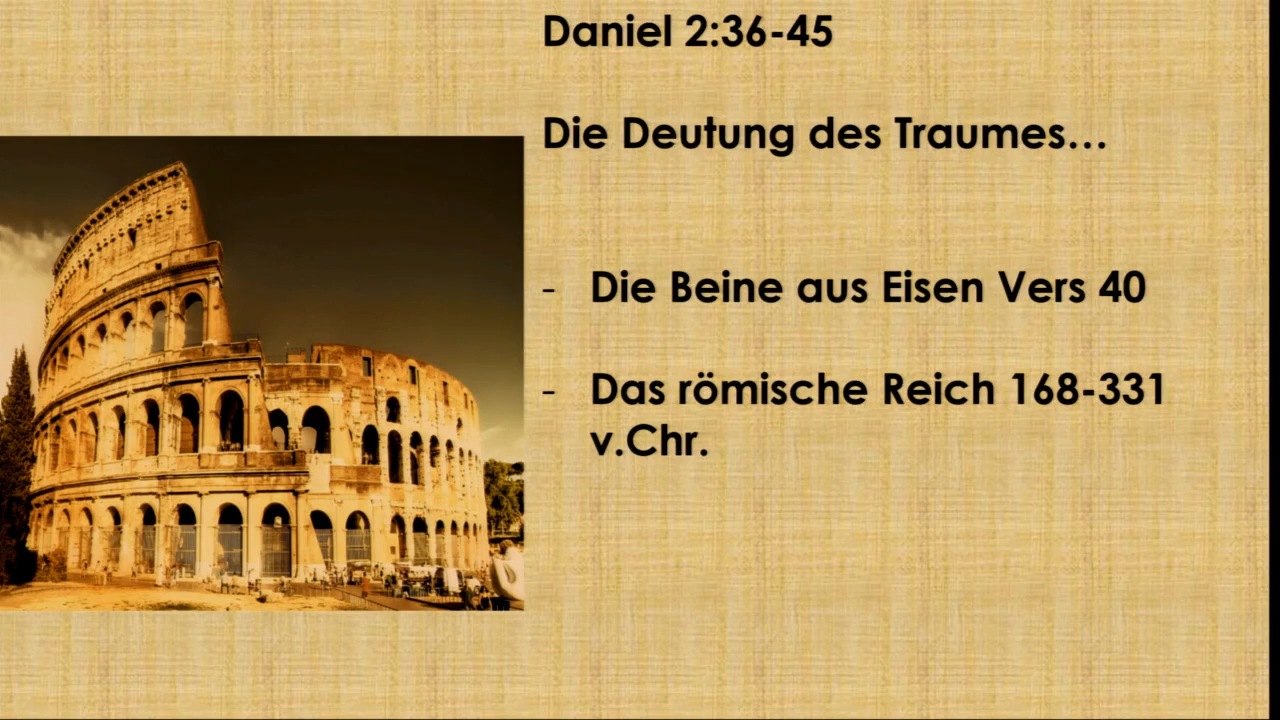 Daniel 2:36-45
Die Deutung des Traumes...
- Die Beine aus Eisen Vers 40
- Das römische Reich 168-331
v.Chr.